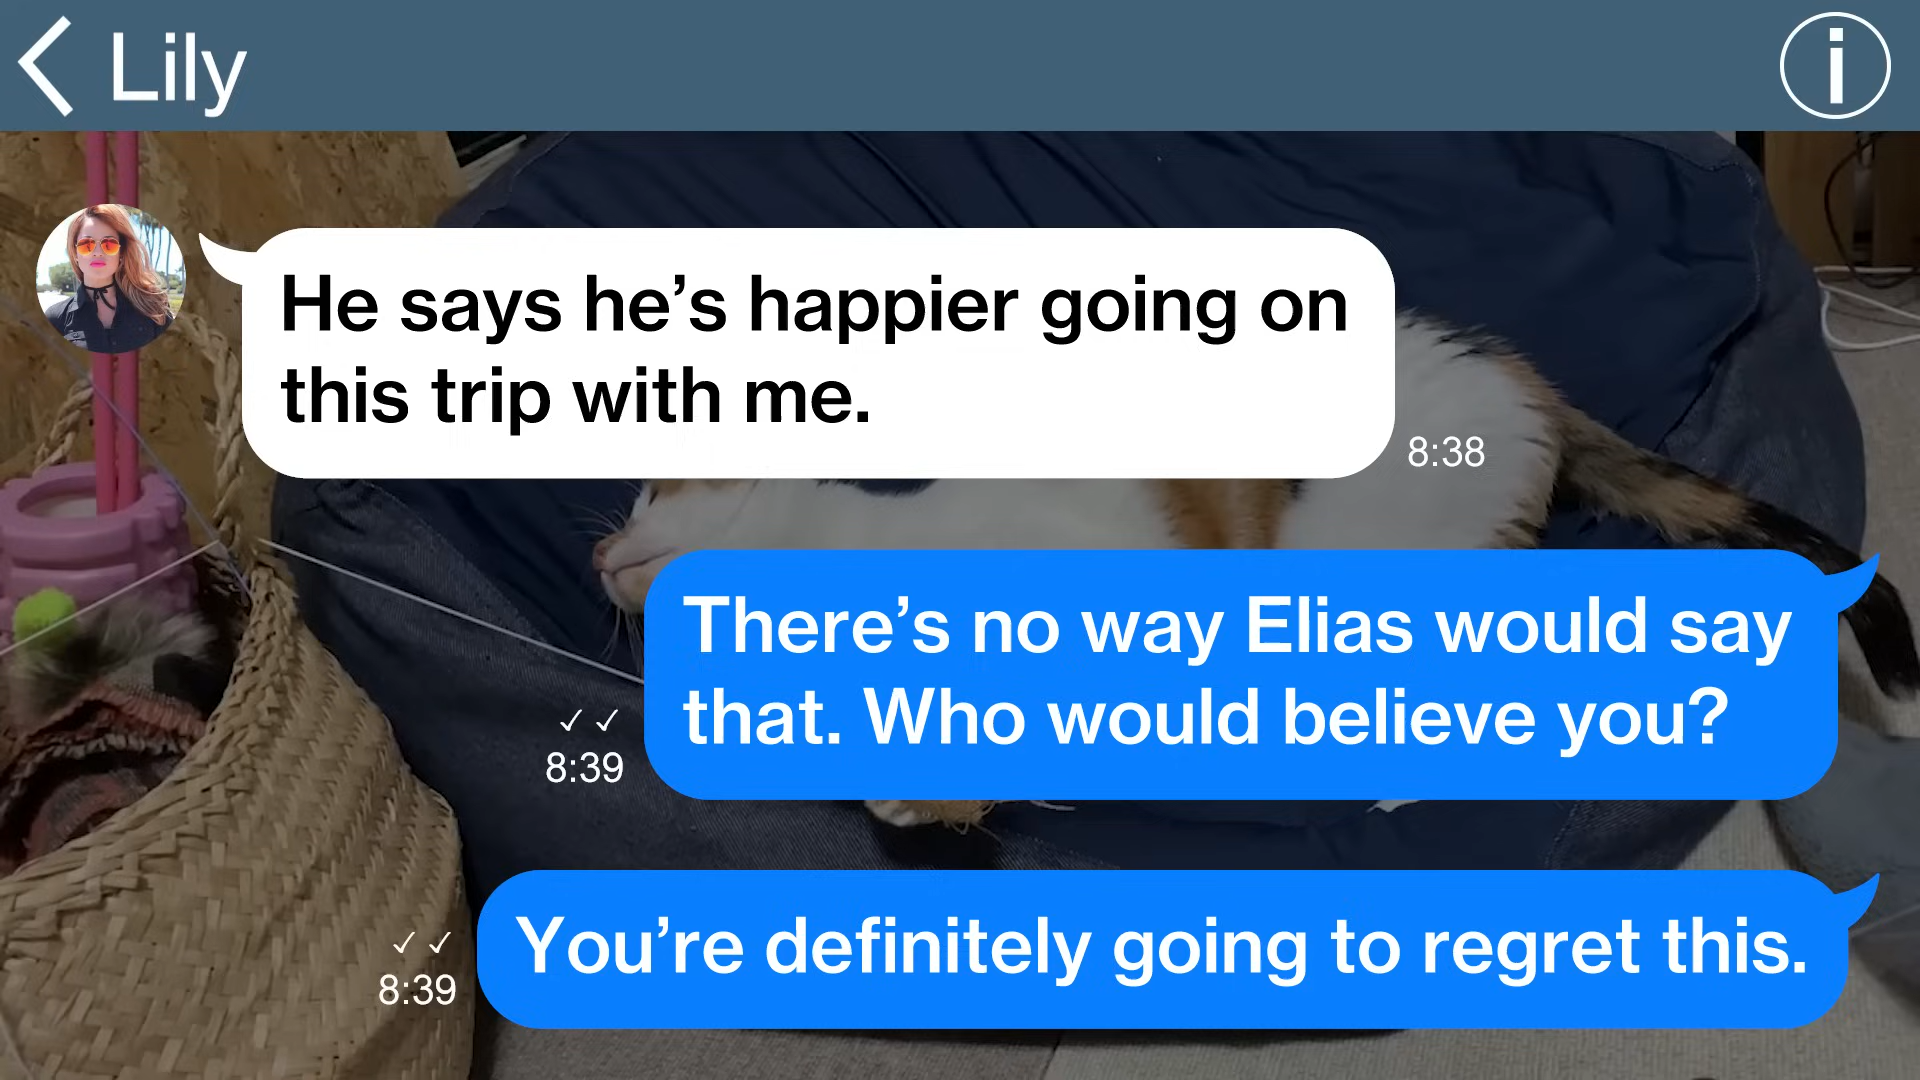 Lily
He says he’s happier going on
this trip with me.
8:38
There’s no way Elias would say
that. Who would believe you?
8:39
You’re definitely going to regret this.
8:39